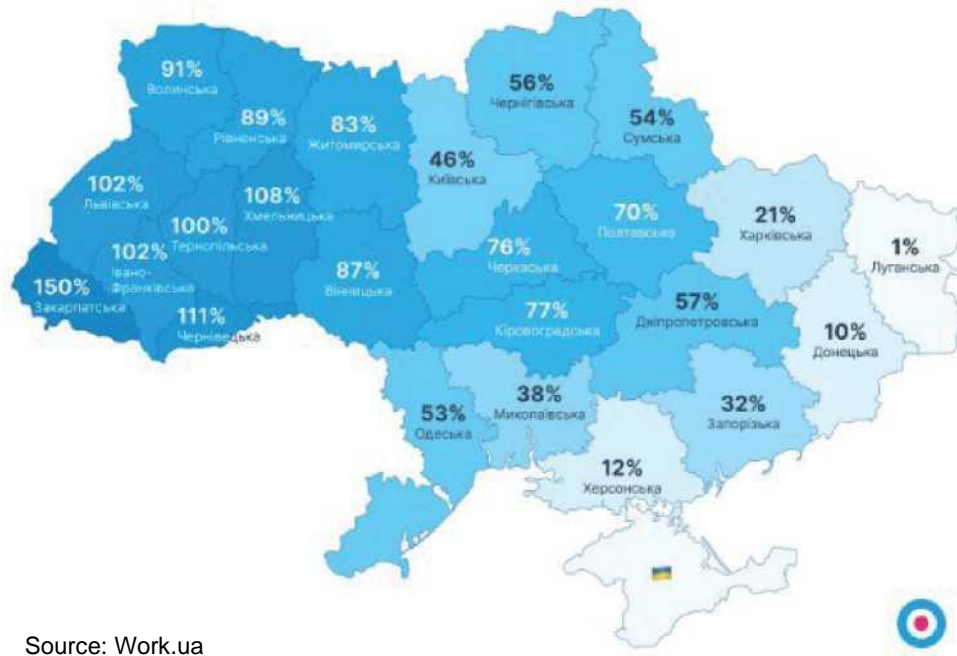 91%
Волинська
89%
Рівненська
83%
Житомирська
46%
Київська
56%
Чернігівська
54%
Сумська
102%
Львівська
108%
Хмельницька
100%
Тернопільська
102%
Івано-
Франківська
150%
Закарпатська
111%
Чернівецька
87%
Вінницька
76%
Черкаська
70%
Полтавська
21%
Харківська
1%
Луганська
77%
Кіровоградська
57%
Дніпропетровська
10%
Донецька
53%
Одеська
38%
Миколаївська
32%
Запорізька
12%
Херсонська
Source: Work.ua